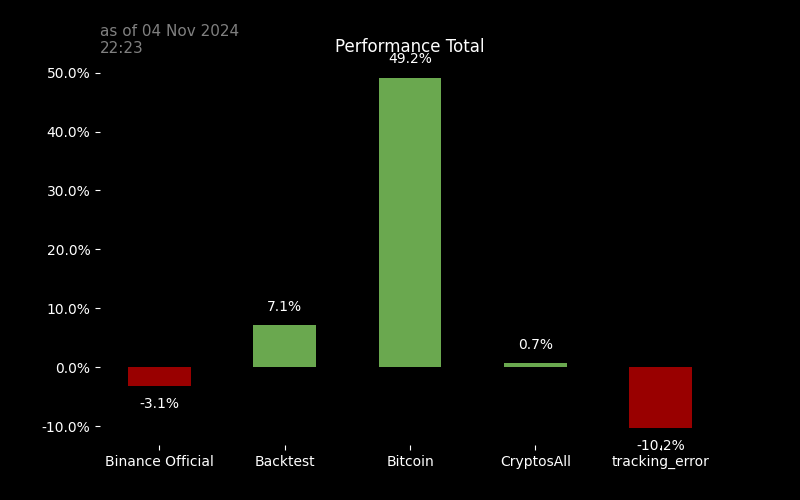 as of 04 Nov 2024
22:23
Performance Total
50.0%
40.0%
30.0%
20.0%
10.0%
0.0%
-10.0%
-3.1%
7.1%
49.2%
0.7%
-10.2%
Binance Official
Backtest
Bitcoin
CryptosAll
tracking_error